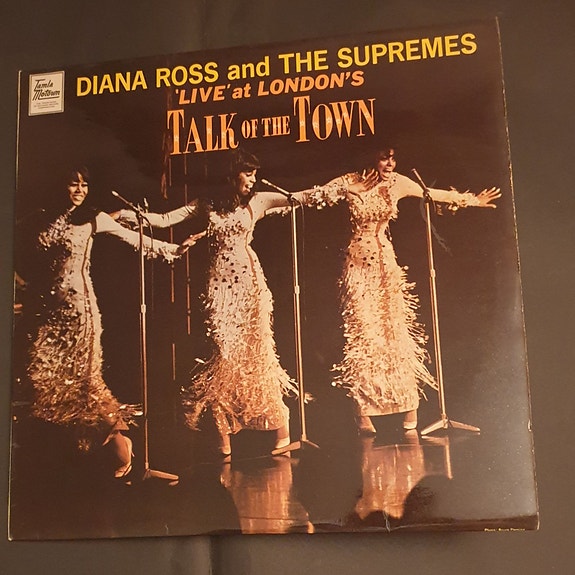 Tamla
Motown
DIANA ROSS and THE SUPREMES
'LIVE' at LONDON'S
TALK OF THE TOWN